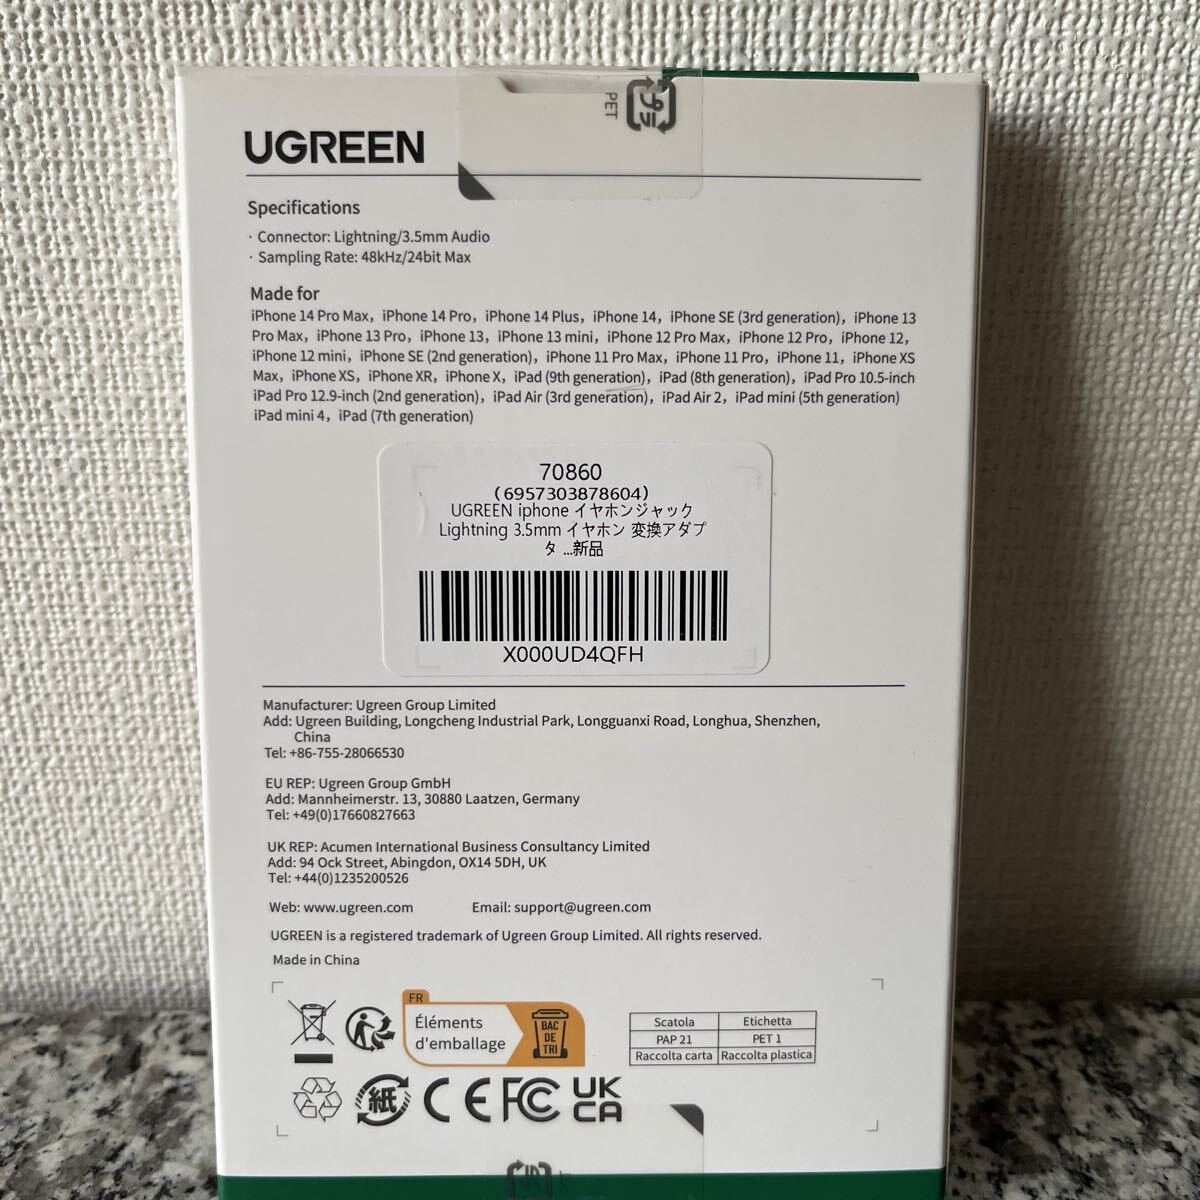 PET
プラ
UGREEN
Specifications
· Connector: Lightning/3.5mm Audio
· Sampling Rate: 48kHz/24bit Max
Made for
iPhone 14 Pro Max，iPhone 14 Pro，iPhone 14 Plus，iPhone 14，iPhone SE (3rd generation)，iPhone 13
Pro Max，iPhone 13 Pro，iPhone 13，iPhone 13 mini，iPhone 12 Pro Max，iPhone 12 Pro，iPhone 12，
iPhone 12 mini，iPhone SE (2nd generation)，iPhone 11 Pro Max，iPhone 11 Pro，iPhone 11，iPhone XS
Max，iPhone XS，iPhone XR，iPhone X，iPad (9th generation)，iPad (8th generation)，iPad Pro 10.5-inch
iPad Pro 12.9-inch (2nd generation)，iPad Air (3rd generation)，iPad Air 2，iPad mini (5th generation)
iPad mini 4，iPad (7th generation)
70860
（6957303878604）
UGREEN iphone イヤホンジャック
Lightning 3.5mm イヤホン 変換アダプ
タ ...新品
X000UD4QFH
Manufacturer: Ugreen Group Limited
Add: Ugreen Building, Longcheng Industrial Park, Longguanxi Road, Longhua, Shenzhen,
China
Tel: +86-755-28066530
EU REP: Ugreen Group GmbH
Add: Mannheimerstr. 13, 30880 Laatzen, Germany
Tel: +49(0)17660827663
UK REP: Acumen International Business Consultancy Limited
Add: 94 Ock Street, Abingdon, OX14 5DH, UK
Tel: +44(0)1235200526
Web: www.ugreen.com Email: support@ugreen.com
UGREEN is a registered trademark of Ugreen Group Limited. All rights reserved.
Made in China
FR
Éléments
d'emballage
BAC
DE
TRI
Scatola Etichetta
PAP 21 PET 1
Raccolta carta Raccolta plastica
紙 CE FC UK
CA